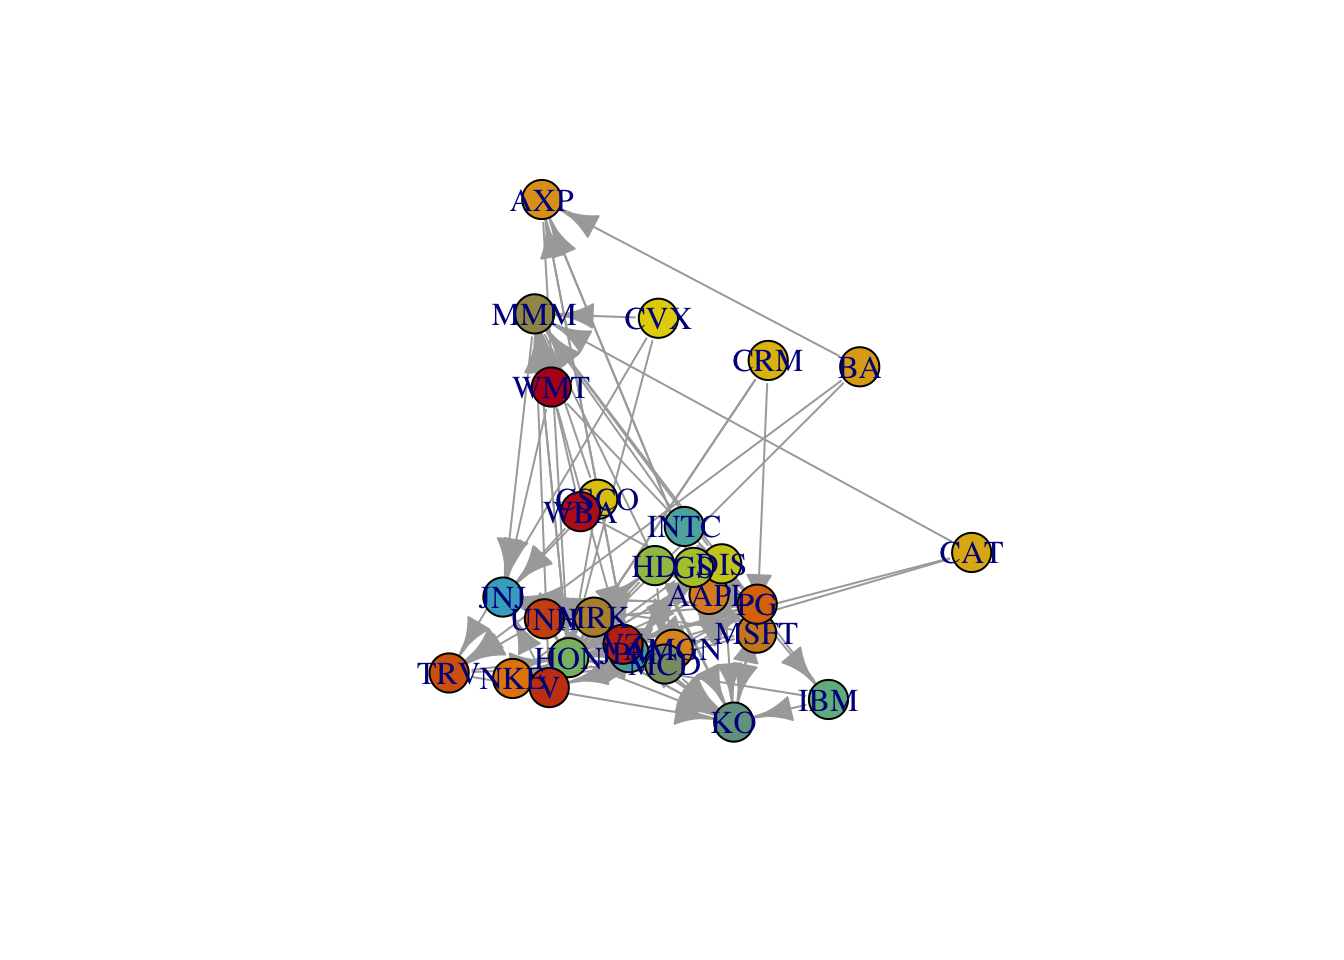 AXP
MMM
CVX
CRM
BA
WMT
CSCO
WBA
INTC
CAT
HD
GS
DIS
AAPL
PG
JNJ
UNH
MRK
MSFT
VZ
AMGN
HON
JPM
MCD
TRV
NKE
V
IBM
KO